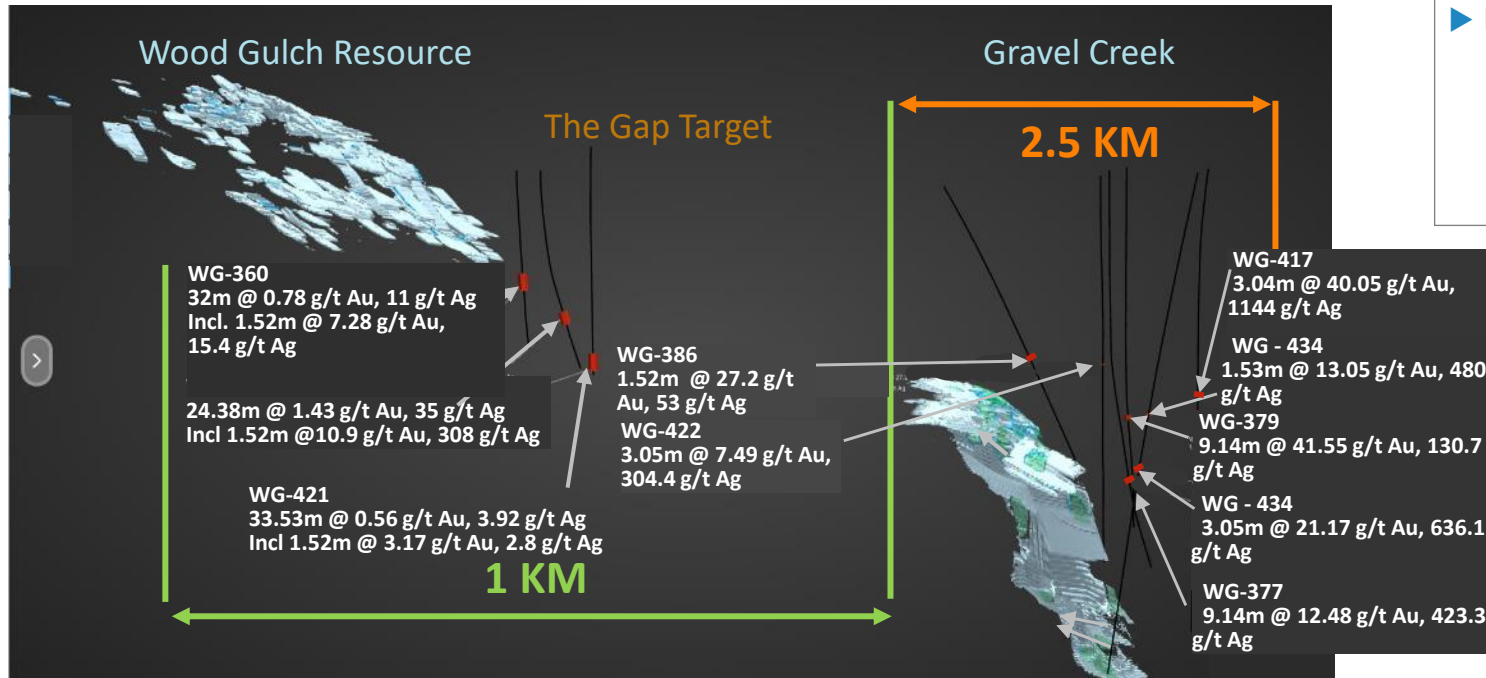 Wood Gulch Resource
Gravel Creek
The Gap Target
2.5 KM
WG-360
32m @ 0.78 g/t Au, 11 g/t Ag
Incl. 1.52m @ 7.28 g/t Au,
15.4 g/t Ag
24.38m @ 1.43 g/t Au, 35 g/t Ag
Incl 1.52m @10.9 g/t Au, 308 g/t Ag
WG-421
33.53m @ 0.56 g/t Au, 3.92 g/t Ag
Incl 1.52m @ 3.17 g/t Au, 2.8 g/t Ag
1 KM
WG-386
1.52m @ 27.2 g/t
Au, 53 g/t Ag
WG-422
3.05m @ 7.49 g/t Au,
304.4 g/t Ag
WG-417
3.04m @ 40.05 g/t Au,
1144 g/t Ag
WG - 434
1.53m @ 13.05 g/t Au, 480
g/t Ag
WG-379
9.14m @ 41.55 g/t Au, 130.7
g/t Ag
WG - 434
3.05m @ 21.17 g/t Au, 636.1
g/t Ag
WG-377
9.14m @ 12.48 g/t Au, 423.3
g/t Ag